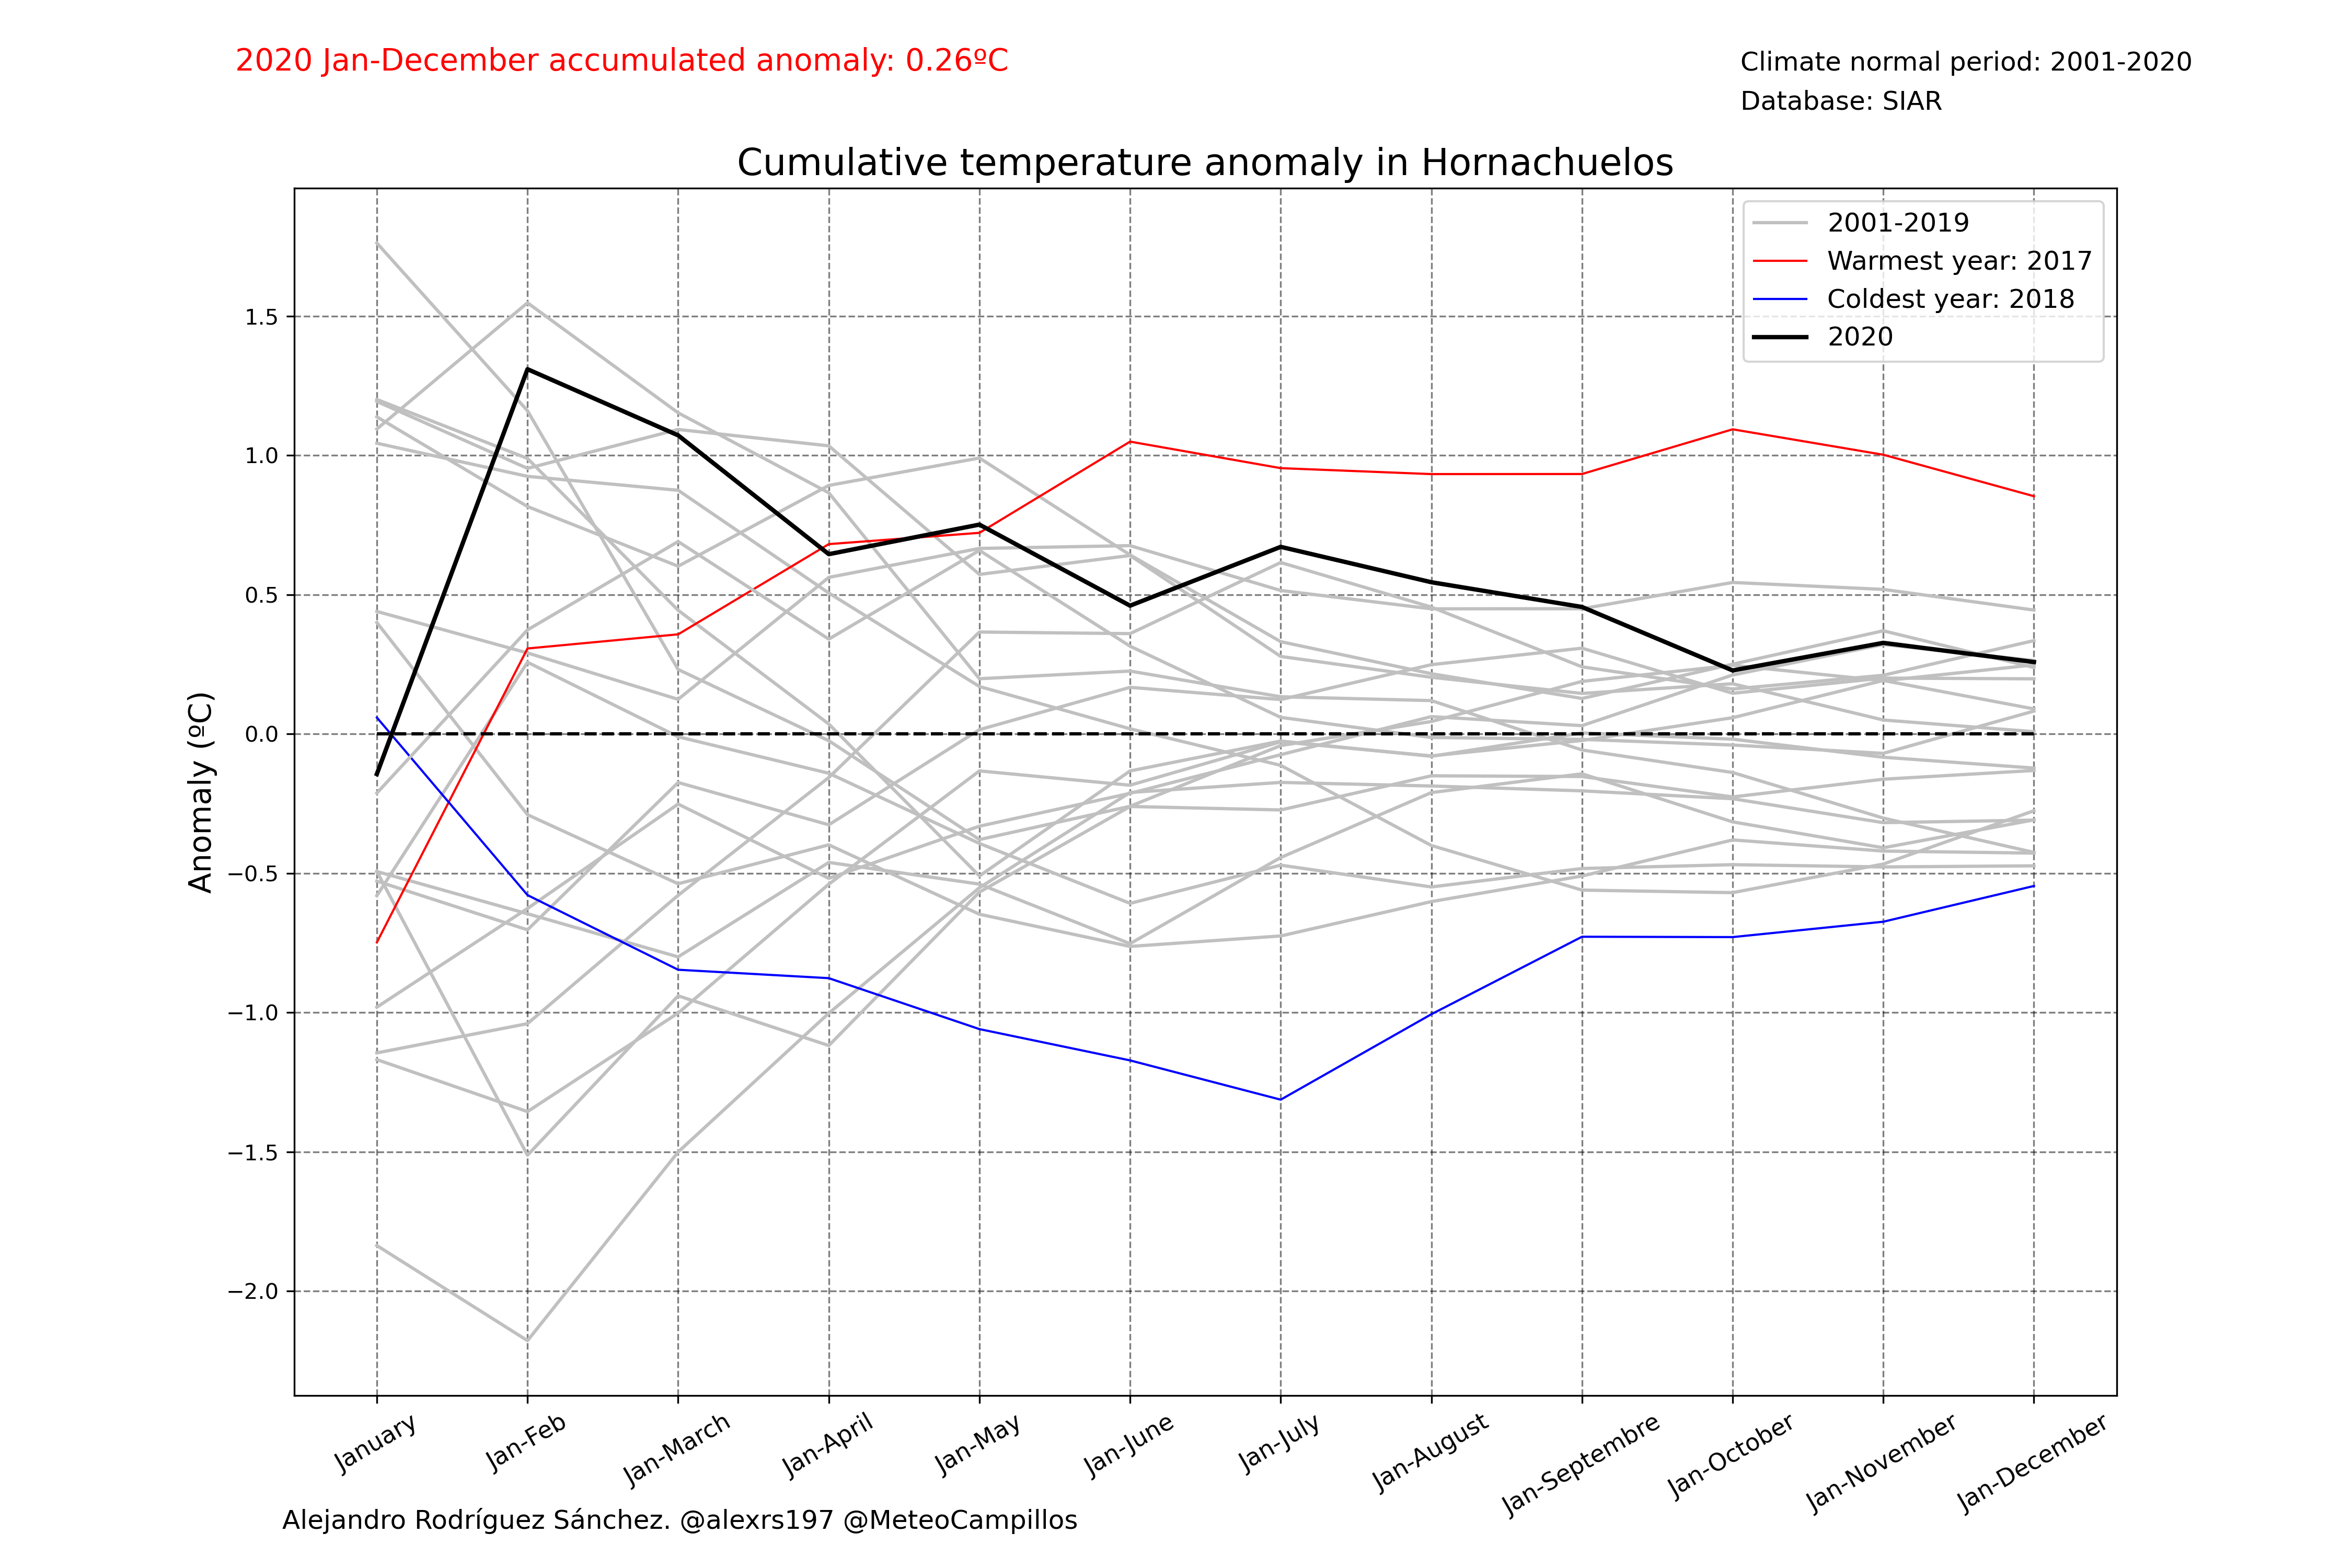 2020 Jan-December accumulated anomaly: 0.26ºC
Climate normal period: 2001-2020
Database: SIAR
Cumulative temperature anomaly in Hornachuelos
2001-2019
Warmest year: 2017
Coldest year: 2018
2020
Anomaly (ºC)
1.5
1.0
0.5
0.0
−0.5
−1.0
−1.5
−2.0
January
Jan-Feb
Jan-March
Jan-April
Jan-May
Jan-June
Jan-July
Jan-August
Jan-Septembre
Jan-October
Jan-November
Jan-December
Alejandro Rodríguez Sánchez. @alexrs197 @MeteoCampillos